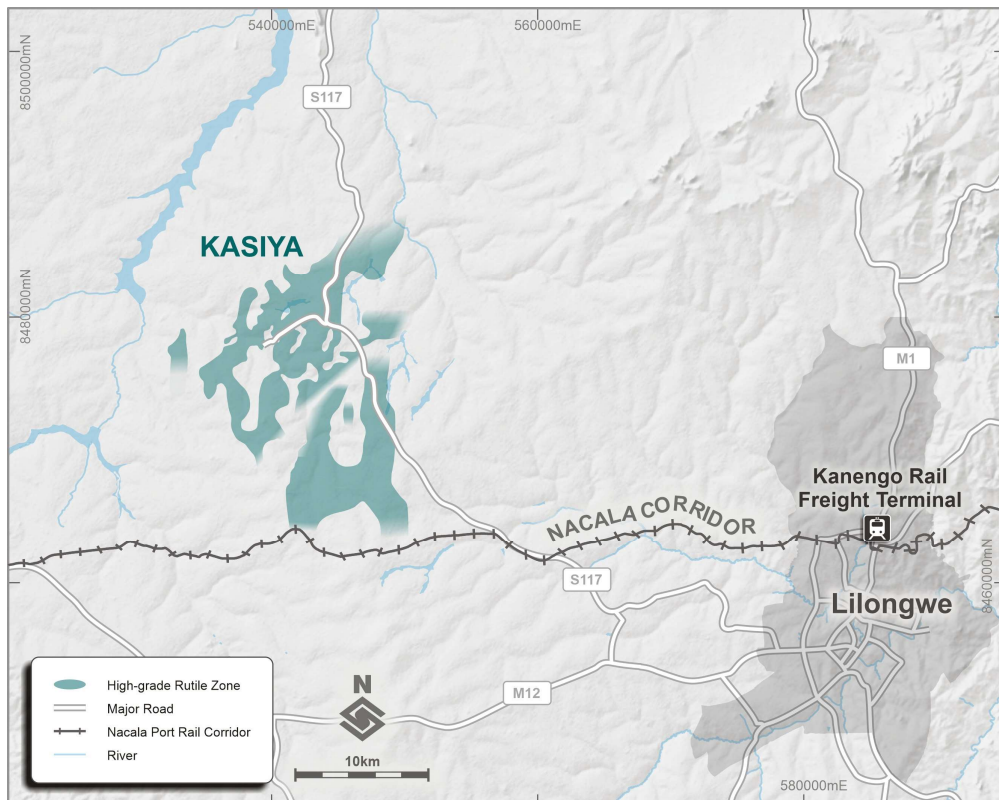 540000mE
560000mE
8500000mN
S117
KASIYA
8480000mN
M1
Kanengo Rail
Freight Terminal
NACALA CORRIDOR
S117
8460000mN
Lilongwe
High-grade Rutile Zone
Major Road
Nacala Port Rail Corridor
River
N
M12
10km
580000mE